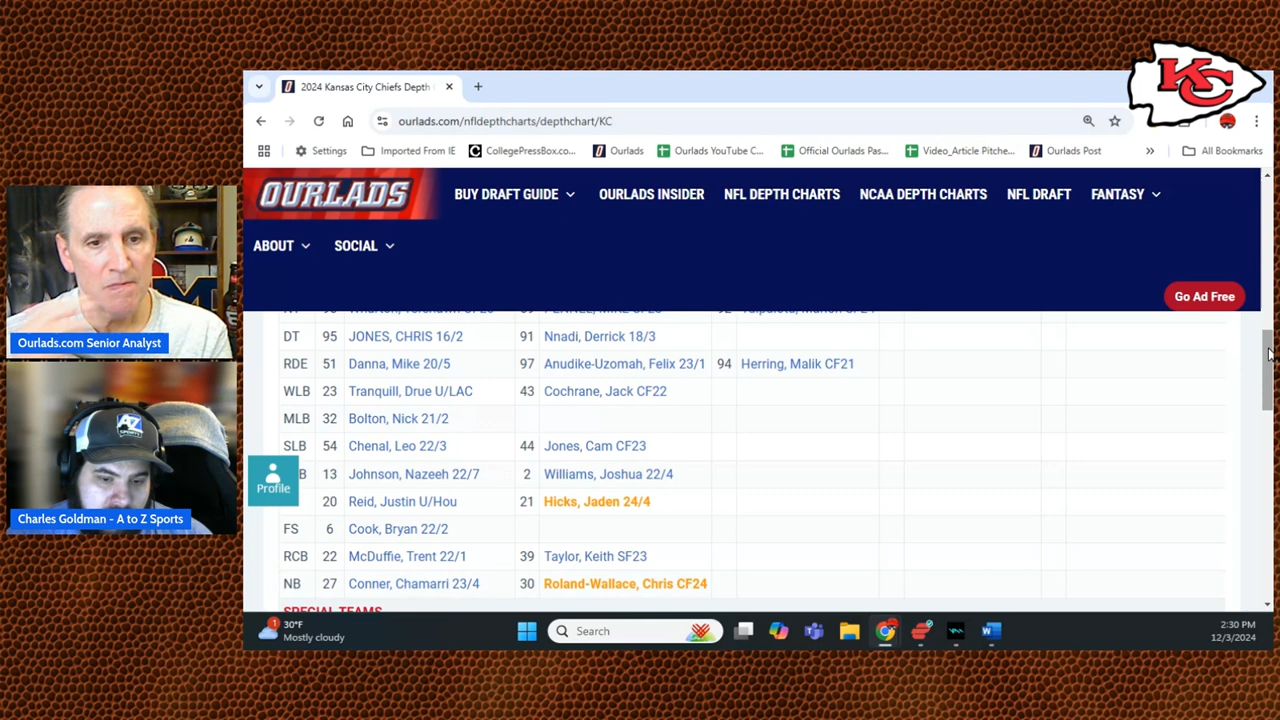 KC
2024 Kansas City Chiefs Depth
ourlads.com/nfldepthcharts/depthchart/KC
Settings
Imported From IE
CollegePressBox.co...
Ourlads
Ourlads YouTube C...
Official Ourlads Pas...
Video_Article Pitche...
Ourlads Post
All Bookmarks
OURLADS
BUY DRAFT GUIDE
OURLADS INSIDER
NFL DEPTH CHARTS
NCAA DEPTH CHARTS
NFL DRAFT
FANTASY
ABOUT
SOCIAL
Go Ad Free
DT 95 JONES, CHRIS 16/2 91 Nnadi, Derrick 18/3
RDE 51 Danna, Mike 20/5 97 Anudike-Uzomah, Felix 23/1 94 Herring, Malik CF21
WLB 23 Tranquill, Drue U/LAC 43 Cochrane, Jack CF22
MLB 32 Bolton, Nick 21/2
SLB 54 Chenal, Leo 22/3 44 Jones, Cam CF23
B 13 Johnson, Nazeeh 22/7 2 Williams, Joshua 22/4
20 Reid, Justin U/Hou 21 Hicks, Jaden 24/4
FS 6 Cook, Bryan 22/2
RCB 22 McDuffie, Trent 22/1 39 Taylor, Keith SF23
NB 27 Conner, Chamarri 23/4 30 Roland-Wallace, Chris CF24
SPECIAL TEAMS
Profile
Ourlads.com Senior Analyst
AZ
SPORTS
Charles Goldman - A to Z Sports
1
30°F
Mostly cloudy
Search
2:30 PM
12/3/2024